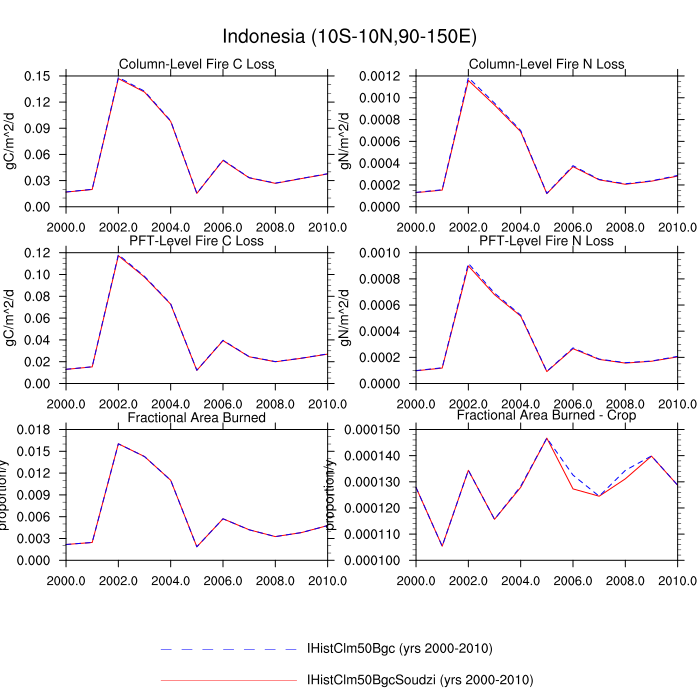 Indonesia (10S-10N,90-150E)
Column-Level Fire C Loss
gC/m^2/d
0.15
0.12
0.09
0.06
0.03
0.00
2000.0 2002.0 2004.0 2006.0 2008.0 2010.0
Column-Level Fire N Loss
gN/m^2/d
0.0012
0.0010
0.0008
0.0006
0.0004
0.0002
0.0000
2000.0 2002.0 2004.0 2006.0 2008.0 2010.0
PFT-Level Fire C Loss
gC/m^2/d
0.12
0.10
0.08
0.06
0.04
0.02
0.00
2000.0 2002.0 2004.0 2006.0 2008.0 2010.0
PFT-Level Fire N Loss
gN/m^2/d
0.0010
0.0008
0.0006
0.0004
0.0002
0.0000
2000.0 2002.0 2004.0 2006.0 2008.0 2010.0
Fractional Area Burned
proportion/y
0.018
0.015
0.012
0.009
0.006
0.003
0.000
2000.0 2002.0 2004.0 2006.0 2008.0 2010.0
Fractional Area Burned - Crop
proportion/y
0.000150
0.000140
0.000130
0.000120
0.000110
0.000100
2000.0 2002.0 2004.0 2006.0 2008.0 2010.0
IHistClm50Bgc (yrs 2000-2010)
IHistClm50BgcSoudzi (yrs 2000-2010)